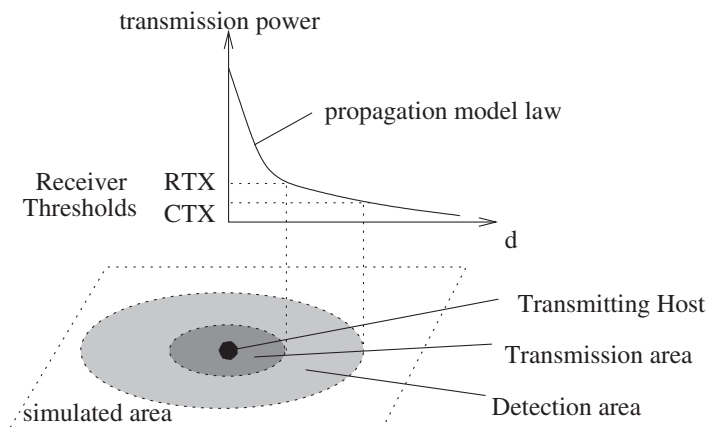 transmission power
propagation model law
Receiver
Thresholds
RTX
CTX
d
Transmitting Host
Transmission area
Detection area
simulated area